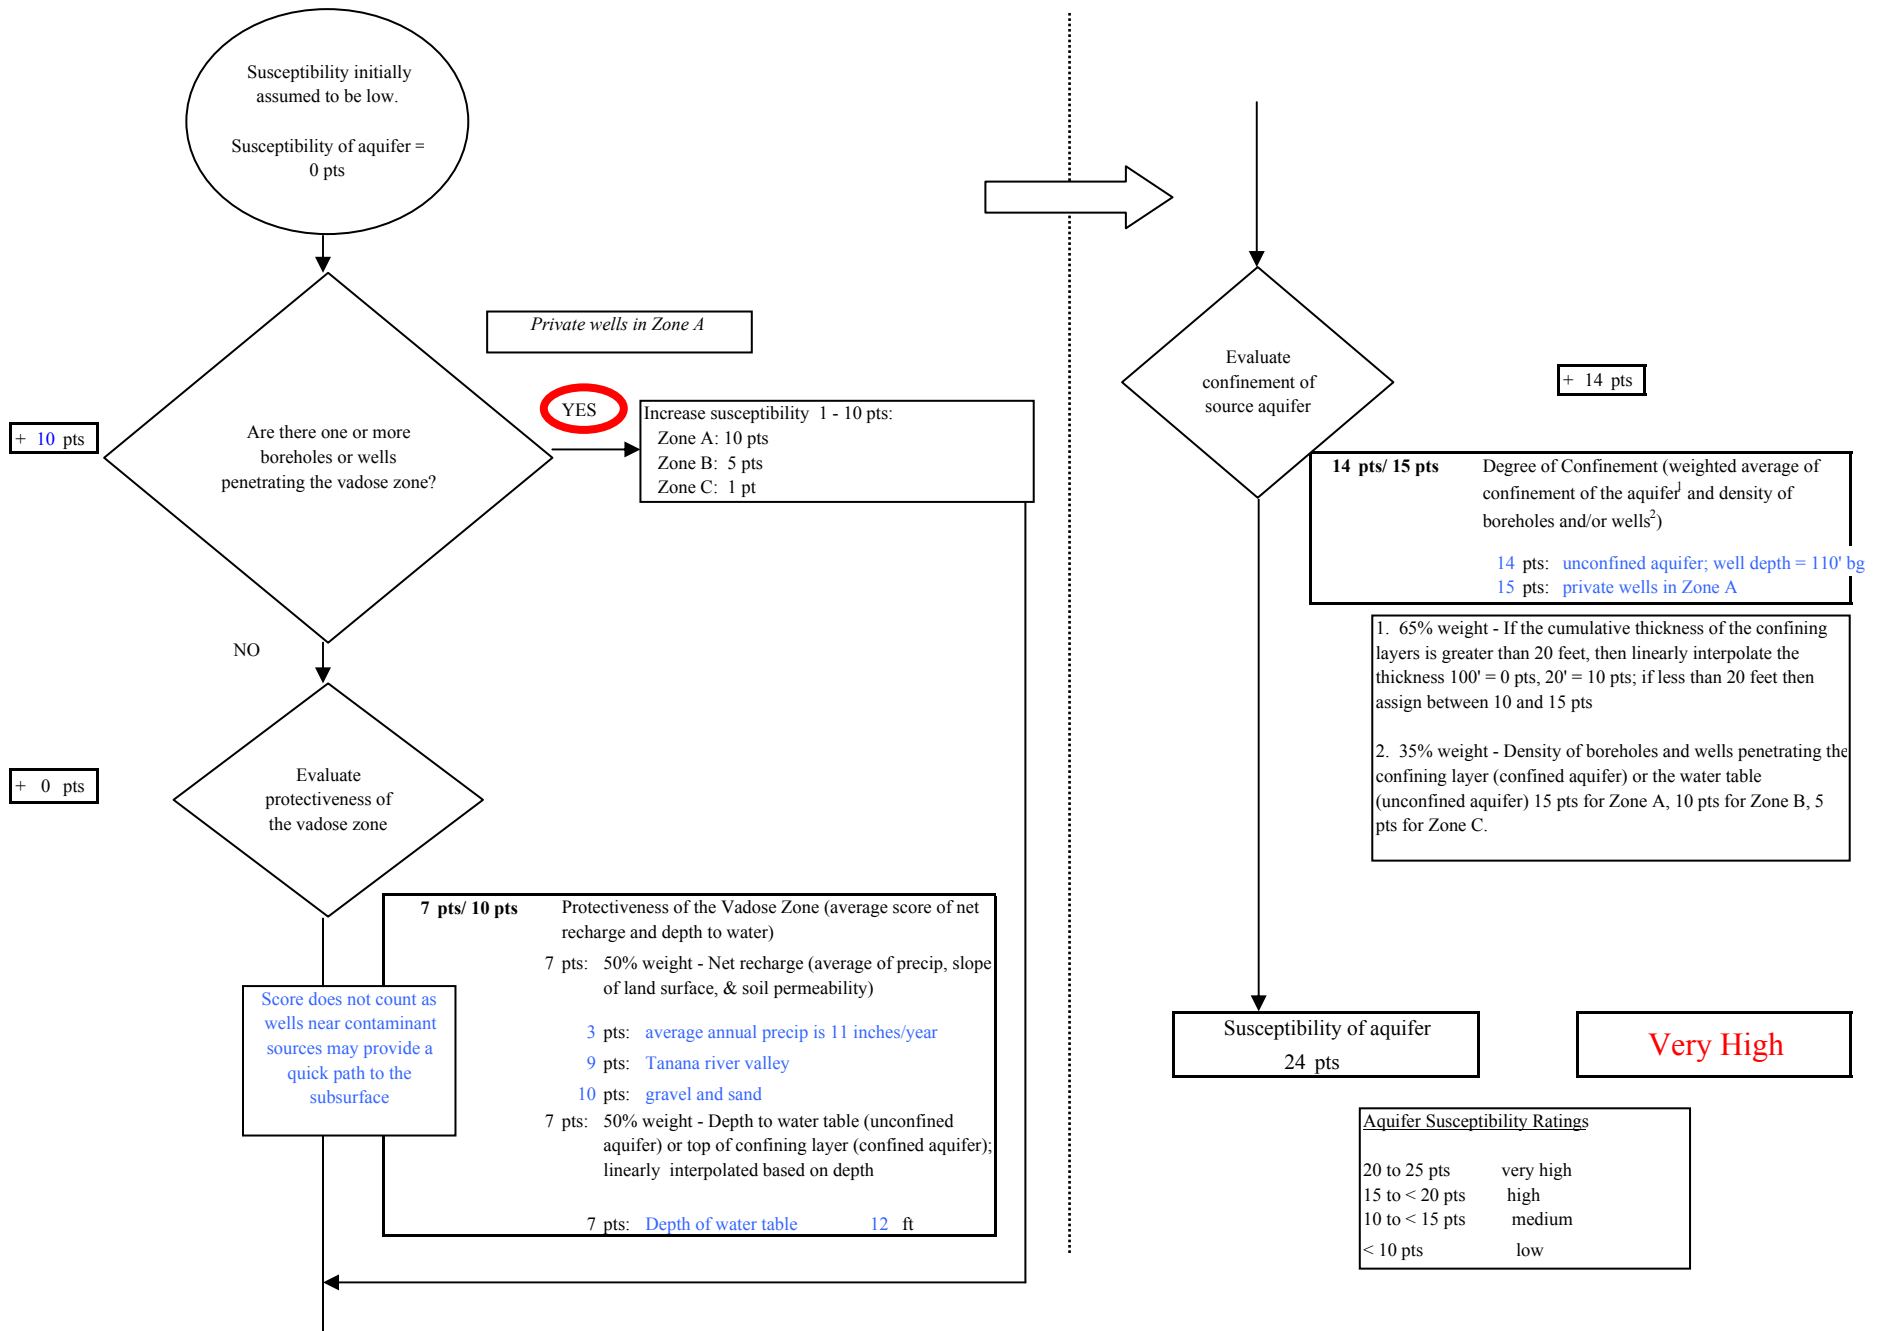 Susceptibility initially
assumed to be low.
Susceptibility of aquifer =
0 pts
Private wells in Zone A
YES
+ 10 pts
Are there one or more
boreholes or wells
penetrating the vadose zone?
Increase susceptibility 1 - 10 pts:
Zone A: 10 pts
Zone B: 5 pts
Zone C: 1 pt
NO
+ 0 pts
Evaluate
protectiveness of
the vadose zone
7 pts/ 10 pts Protectiveness of the Vadose Zone (average score of net
recharge and depth to water)
7 pts: 50% weight - Net recharge (average of precip, slope
of land surface, & soil permeability)
3 pts: average annual precip is 11 inches/year
9 pts: Tanana river valley
10 pts: gravel and sand
7 pts: 50% weight - Depth to water table (unconfined
aquifer) or top of confining layer (confined aquifer);
linearly interpolated based on depth
7 pts: Depth of water table 12 ft
Score does not count as
wells near contaminant
sources may provide a
quick path to the
subsurface
Evaluate
confinement of
source aquifer
+ 14 pts
14 pts/ 15 pts Degree of Confinement (weighted average of
confinement of the aquifer1 and density of
boreholes and/or wells2)
14 pts: unconfined aquifer; well depth = 110' bg
15 pts: private wells in Zone A
1. 65% weight - If the cumulative thickness of the confining
layers is greater than 20 feet, then linearly interpolate the
thickness 100' = 0 pts, 20' = 10 pts; if less than 20 feet then
assign between 10 and 15 pts
2. 35% weight - Density of boreholes and wells penetrating the
confining layer (confined aquifer) or the water table
(unconfined aquifer) 15 pts for Zone A, 10 pts for Zone B, 5
pts for Zone C.
Susceptibility of aquifer
24 pts
Very High
Aquifer Susceptibility Ratings
20 to 25 pts very high
15 to < 20 pts high
10 to < 15 pts medium
< 10 pts low